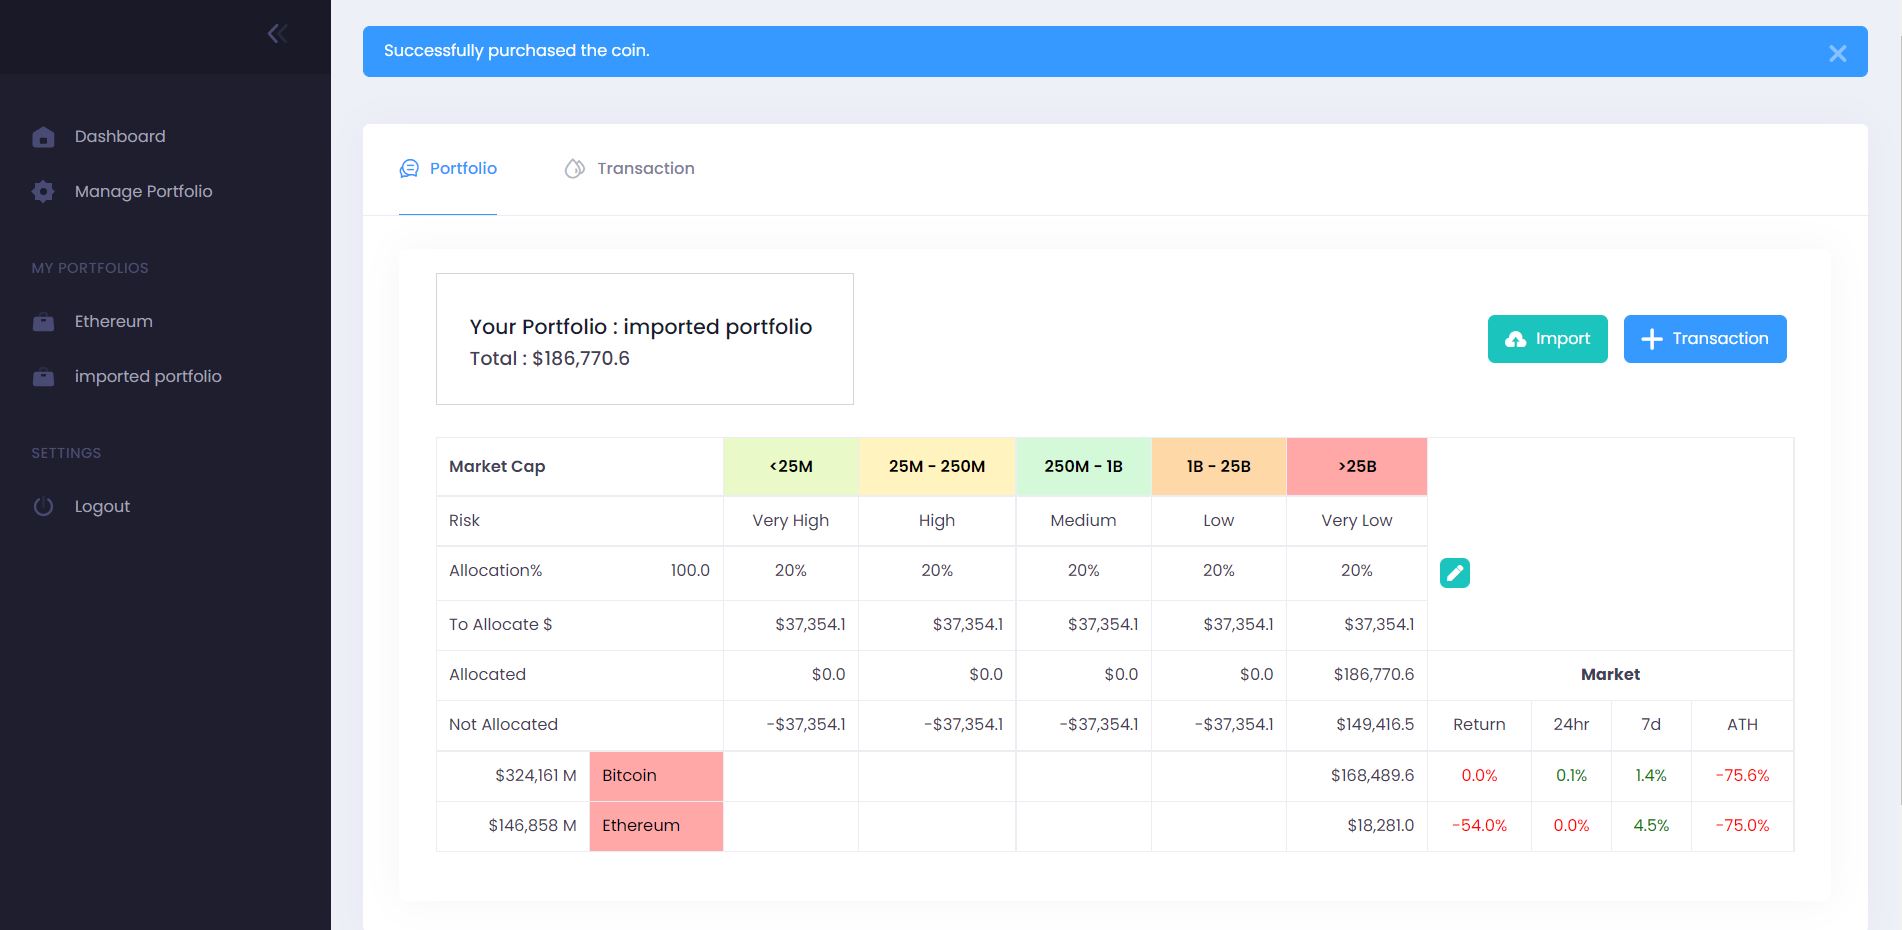 Successfully purchased the coin.
Dashboard
Manage Portfolio
MY PORTFOLIOS
Ethereum
imported portfolio
SETTINGS
Logout
Portfolio
Transaction
Your Portfolio : imported portfolio
Total : $186,770.6
Import
Transaction
Market Cap <25M 25M - 250M 250M - 1B 1B - 25B >25B
Risk Very High High Medium Low Very Low
Allocation% 100.0 20% 20% 20% 20% 20%
To Allocate $ $37,354.1 $37,354.1 $37,354.1 $37,354.1 $37,354.1
Allocated $0.0 $0.0 $0.0 $0.0 $186,770.6 Market
Not Allocated -$37,354.1 -$37,354.1 -$37,354.1 -$37,354.1 $149,416.5 Return 24hr 7d ATH
$324,161 M Bitcoin $168,489.6 0.0% 0.1% 1.4% -75.6%
$146,858 M Ethereum $18,281.0 -54.0% 0.0% 4.5% -75.0%